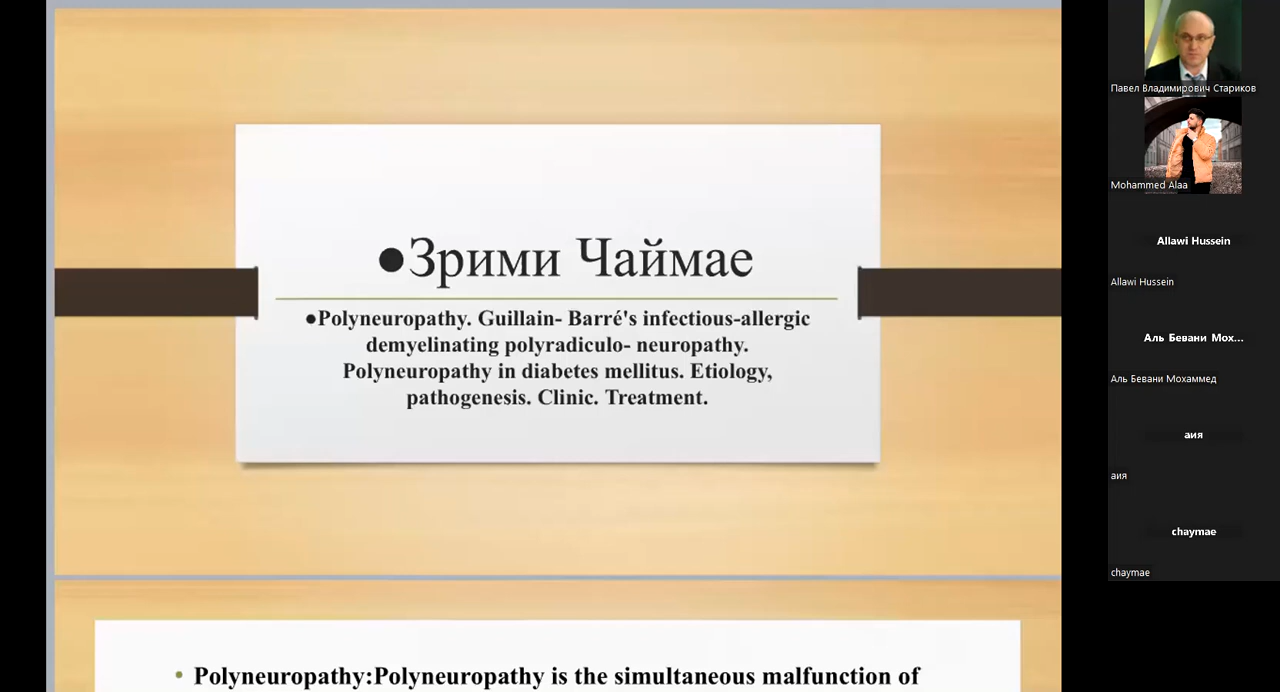 ●Зрими Чаймае
●Polyneuropathy. Guillain- Barré's infectious-allergic
demyelinating polyradiculo- neuropathy.
Polyneuropathy in diabetes mellitus. Etiology,
pathogenesis. Clinic. Treatment.
• Polyneuropathy:Polyneuropathy is the simultaneous malfunction of
Павел Владимирович Стариков
Mohammed Alaa
Allawi Hussein
Allawi Hussein
Аль Бевани Мох...
Аль Бевани Мохаммед
аия
аия
chaymae
chaymae